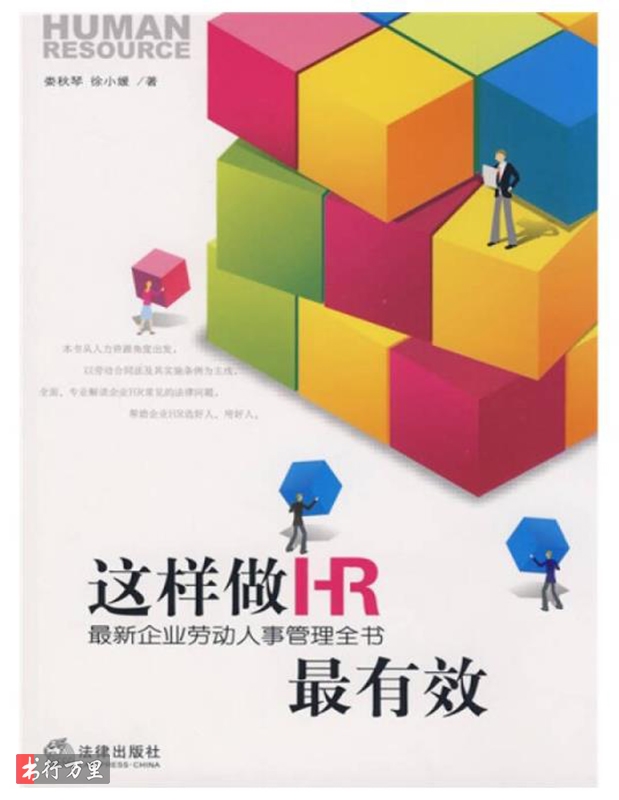 HUMAN
RESOURCE
娄秋琴 徐小媛 / 著
本书从人力资源角度出发,
以劳动合同法及其实施条例为主线,
全面、专业解读企业HR常见的法律问题,
帮助企业HR选好人、用好人。
这样做HR
最新企业劳动人事管理全书
最有效
法律出版社
PRESS·CHINA
书行万里